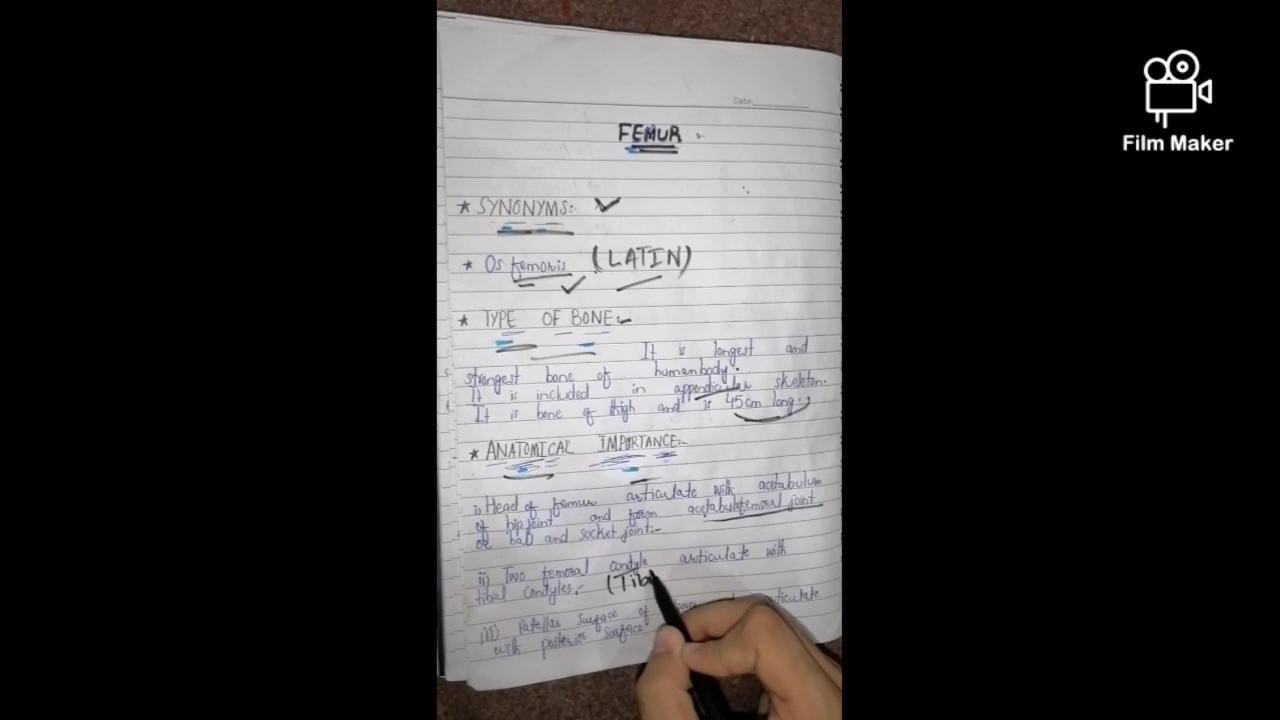 Date
FEMUR :-
* SYNONYMS:-
* Os femoris (LATIN)
* TYPE OF BONE:-
It is longest and
strongest bone of humanbody.
It is included in appendicular skeleton.
It is bone of thigh and is 45cm long.
* ANATOMICAL IMPORTANCE:-
i) Head of femur articulate with acetabulum
of hip joint and form acetabulofemoral joint
or ball and socket joint:-
ii) Two femoral condyle articulate with
tibal condyles. (Tib
iii) Patellar surface of articulate
with posterior surface
Film Maker